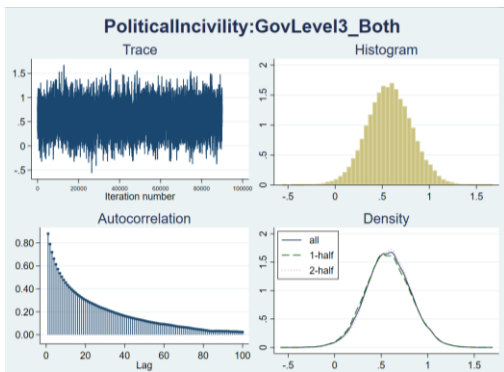 PoliticalIncivility:GovLevel3_Both
Trace
1.5
1
.5
0
-.5
0 20000 40000 60000 80000 100000
Iteration number
Histogram
2
1.5
1
.5
0
-.5 0 .5 1 1.5
Autocorrelation
0.80
0.60
0.40
0.20
0.00
0 20 40 60 80 100
Lag
Density
all
1-half
2-half
2
1.5
1
.5
0
-.5 0 .5 1 1.5